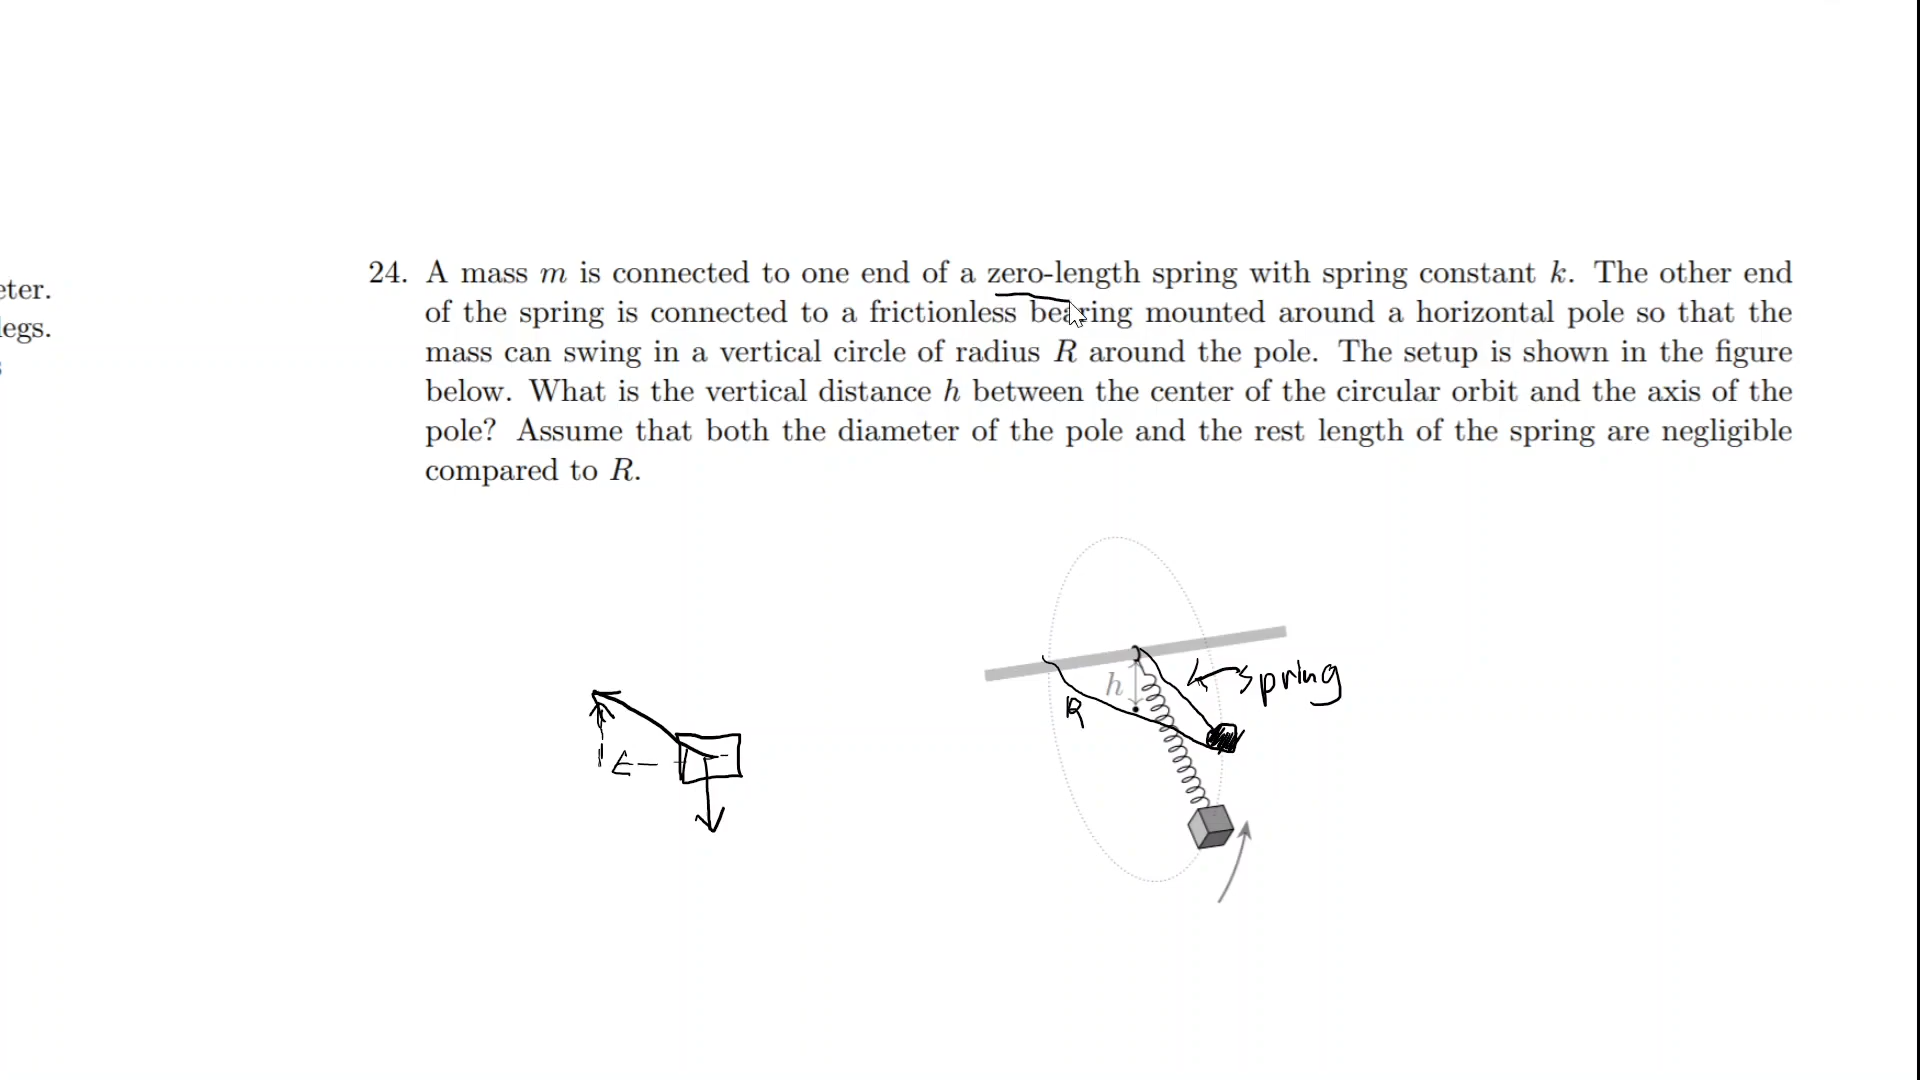 eter.
legs.
24. A mass m is connected to one end of a zero-length spring with spring constant k. The other end
of the spring is connected to a frictionless bearing mounted around a horizontal pole so that the
mass can swing in a vertical circle of radius R around the pole. The setup is shown in the figure
below. What is the vertical distance h between the center of the circular orbit and the axis of the
pole? Assume that both the diameter of the pole and the rest length of the spring are negligible
compared to R.
h
spring
R